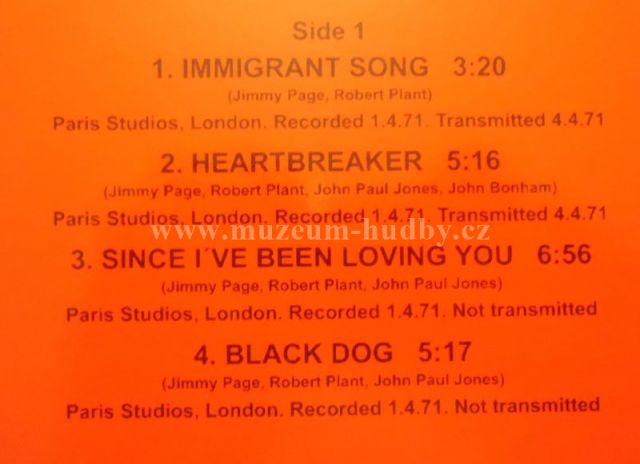 Side 1
1. IMMIGRANT SONG 3:20
(Jimmy Page, Robert Plant)
Paris Studios, London. Recorded 1.4.71. Transmitted 4.4.71
2. HEARTBREAKER 5:16
(Jimmy Page, Robert Plant, John Paul Jones, John Bonham)
Paris Studios, London. Recorded 1.4.71. Transmitted 4.4.71
www.muzeum-hudby.cz
3. SINCE I´VE BEEN LOVING YOU 6:56
(Jimmy Page, Robert Plant, John Paul Jones)
Paris Studios, London. Recorded 1.4.71. Not transmitted
4. BLACK DOG 5:17
(Jimmy Page, Robert Plant, John Paul Jones)
Paris Studios, London. Recorded 1.4.71. Not transmitted